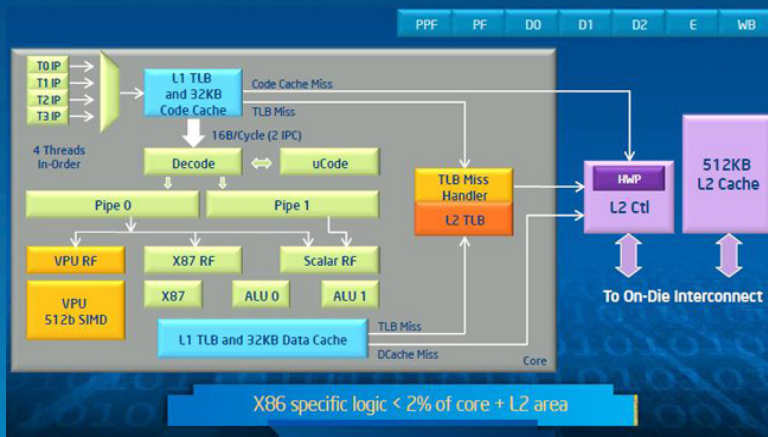 PPF PF D0 D1 D2 E WB
T0 IP
T1 IP
T2 IP
T3 IP
4 Threads
In-Order
L1 TLB
and 32KB
Code Cache
Code Cache Miss
TLB Miss
16B/Cycle (2 IPC)
Decode
uCode
Pipe 0
Pipe 1
TLB Miss
Handler
L2 TLB
HWP
L2 Ctl
512KB
L2 Cache
VPU RF
X87 RF
Scalar RF
VPU
512b SIMD
X87
ALU 0
ALU 1
To On-Die Interconnect
L1 TLB and 32KB Data Cache
TLB Miss
DCache Miss
Core
X86 specific logic < 2% of core + L2 area